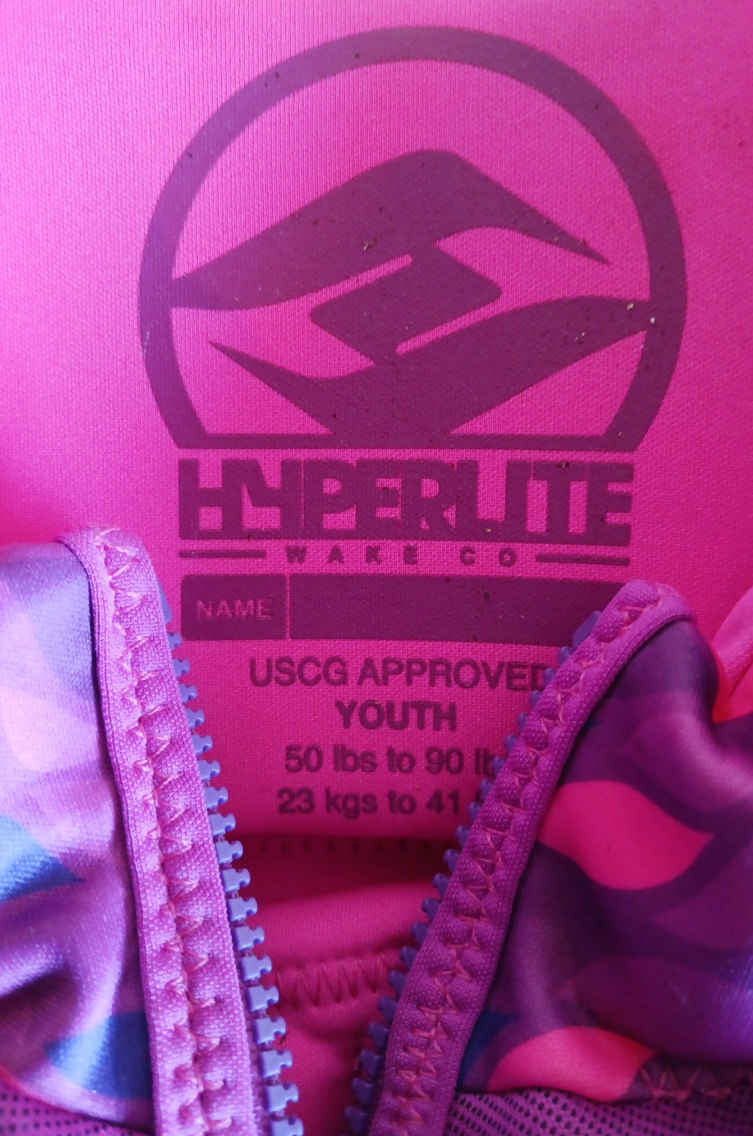 HYPERLITE
WAKE CO
NAME
USCG APPROVED
YOUTH
50 lbs to 90
23 kgs to 41